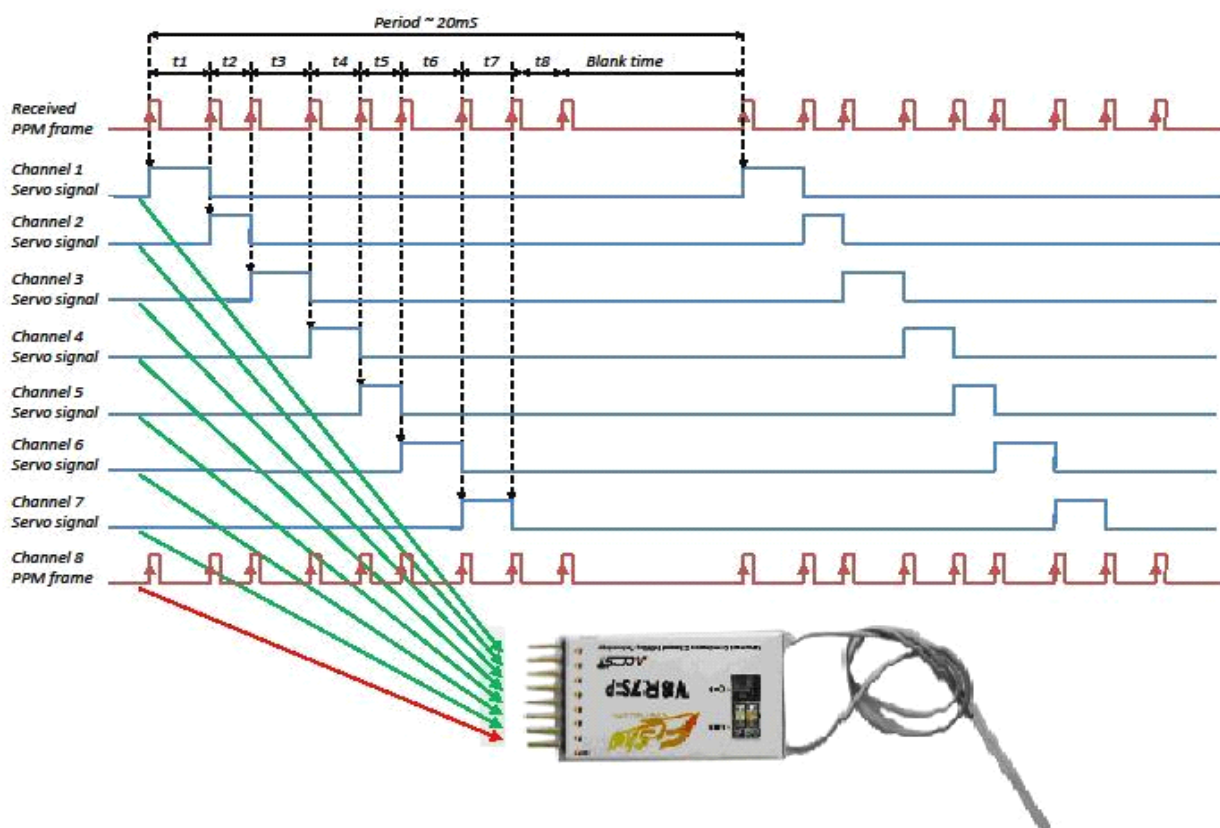 Period ~ 20mS
t1 t2 t3 t4 t5 t6 t7 t8 Blank time
Received
PPM frame
Channel 1
Servo signal
Channel 2
Servo signal
Channel 3
Servo signal
Channel 4
Servo signal
Channel 5
Servo signal
Channel 6
Servo signal
Channel 7
Servo signal
Channel 8
PPM frame
ACCST
V8R7SP